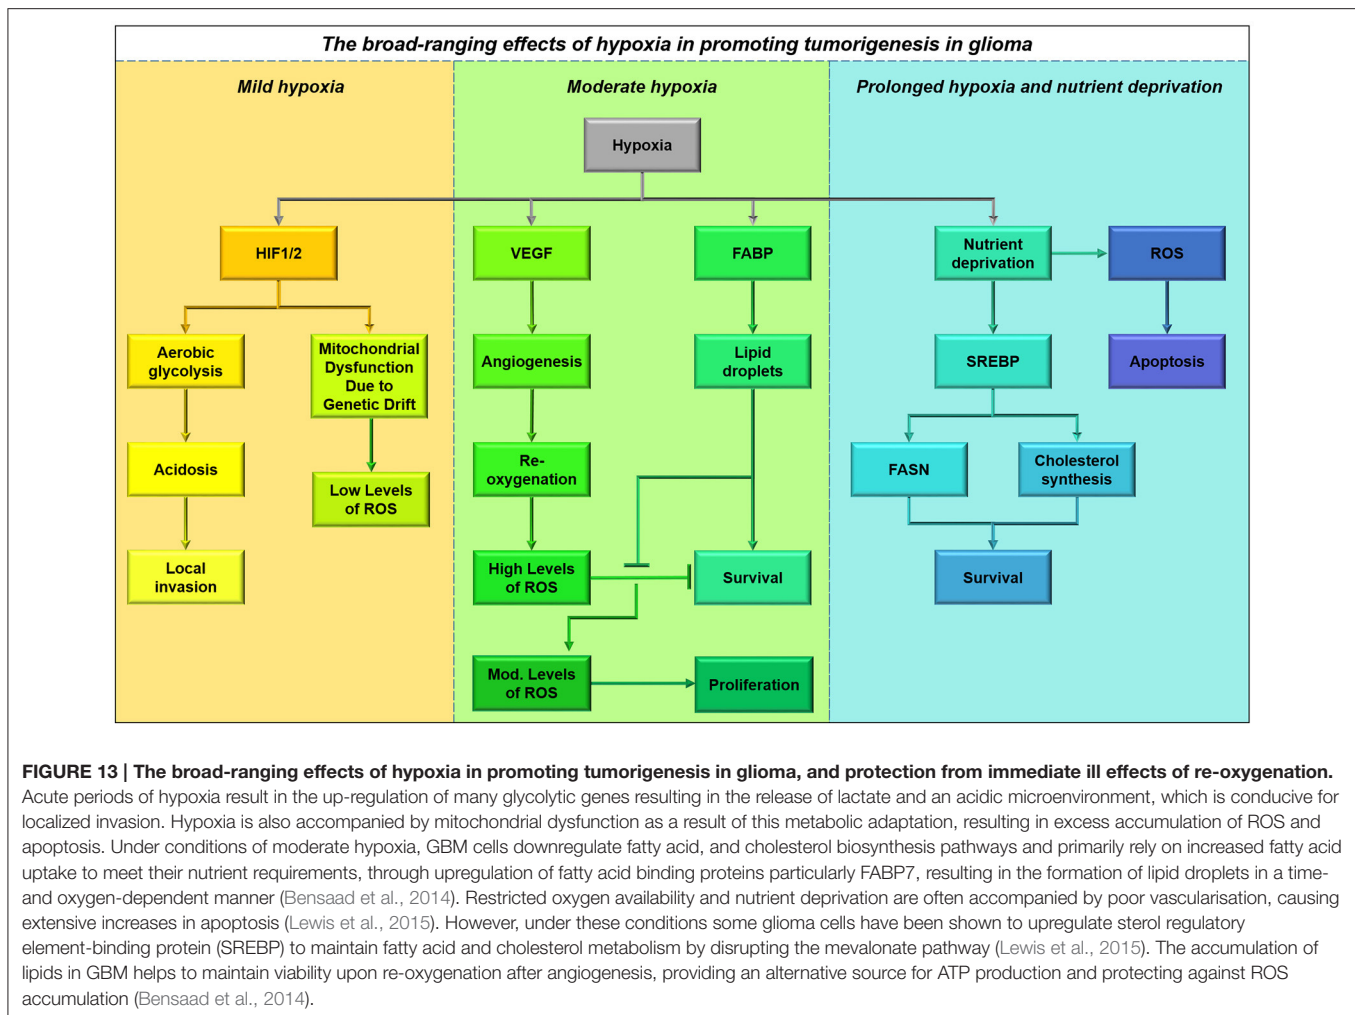 The broad-ranging effects of hypoxia in promoting tumorigenesis in glioma
Mild hypoxia
Moderate hypoxia
Prolonged hypoxia and nutrient deprivation
Hypoxia
HIF1/2
VEGF
FABP
Nutrient
deprivation
ROS
Aerobic
glycolysis
Mitochondrial
Dysfunction
Due to
Genetic Drift
Angiogenesis
Lipid
droplets
SREBP
Apoptosis
Acidosis
Low Levels
of ROS
Re-
oxygenation
FASN
Cholesterol
synthesis
Local
invasion
High Levels
of ROS
Survival
Survival
Mod. Levels
of ROS
Proliferation
FIGURE 13 | The broad-ranging effects of hypoxia in promoting tumorigenesis in glioma, and protection from immediate ill effects of re-oxygenation.
Acute periods of hypoxia result in the up-regulation of many glycolytic genes resulting in the release of lactate and an acidic microenvironment, which is conducive for
localized invasion. Hypoxia is also accompanied by mitochondrial dysfunction as a result of this metabolic adaptation, resulting in excess accumulation of ROS and
apoptosis. Under conditions of moderate hypoxia, GBM cells downregulate fatty acid, and cholesterol biosynthesis pathways and primarily rely on increased fatty acid
uptake to meet their nutrient requirements, through upregulation of fatty acid binding proteins particularly FABP7, resulting in the formation of lipid droplets in a time-
and oxygen-dependent manner (Bensaad et al., 2014). Restricted oxygen availability and nutrient deprivation are often accompanied by poor vascularisation, causing
extensive increases in apoptosis (Lewis et al., 2015). However, under these conditions some glioma cells have been shown to upregulate sterol regulatory
element-binding protein (SREBP) to maintain fatty acid and cholesterol metabolism by disrupting the mevalonate pathway (Lewis et al., 2015). The accumulation of
lipids in GBM helps to maintain viability upon re-oxygenation after angiogenesis, providing an alternative source for ATP production and protecting against ROS
accumulation (Bensaad et al., 2014).